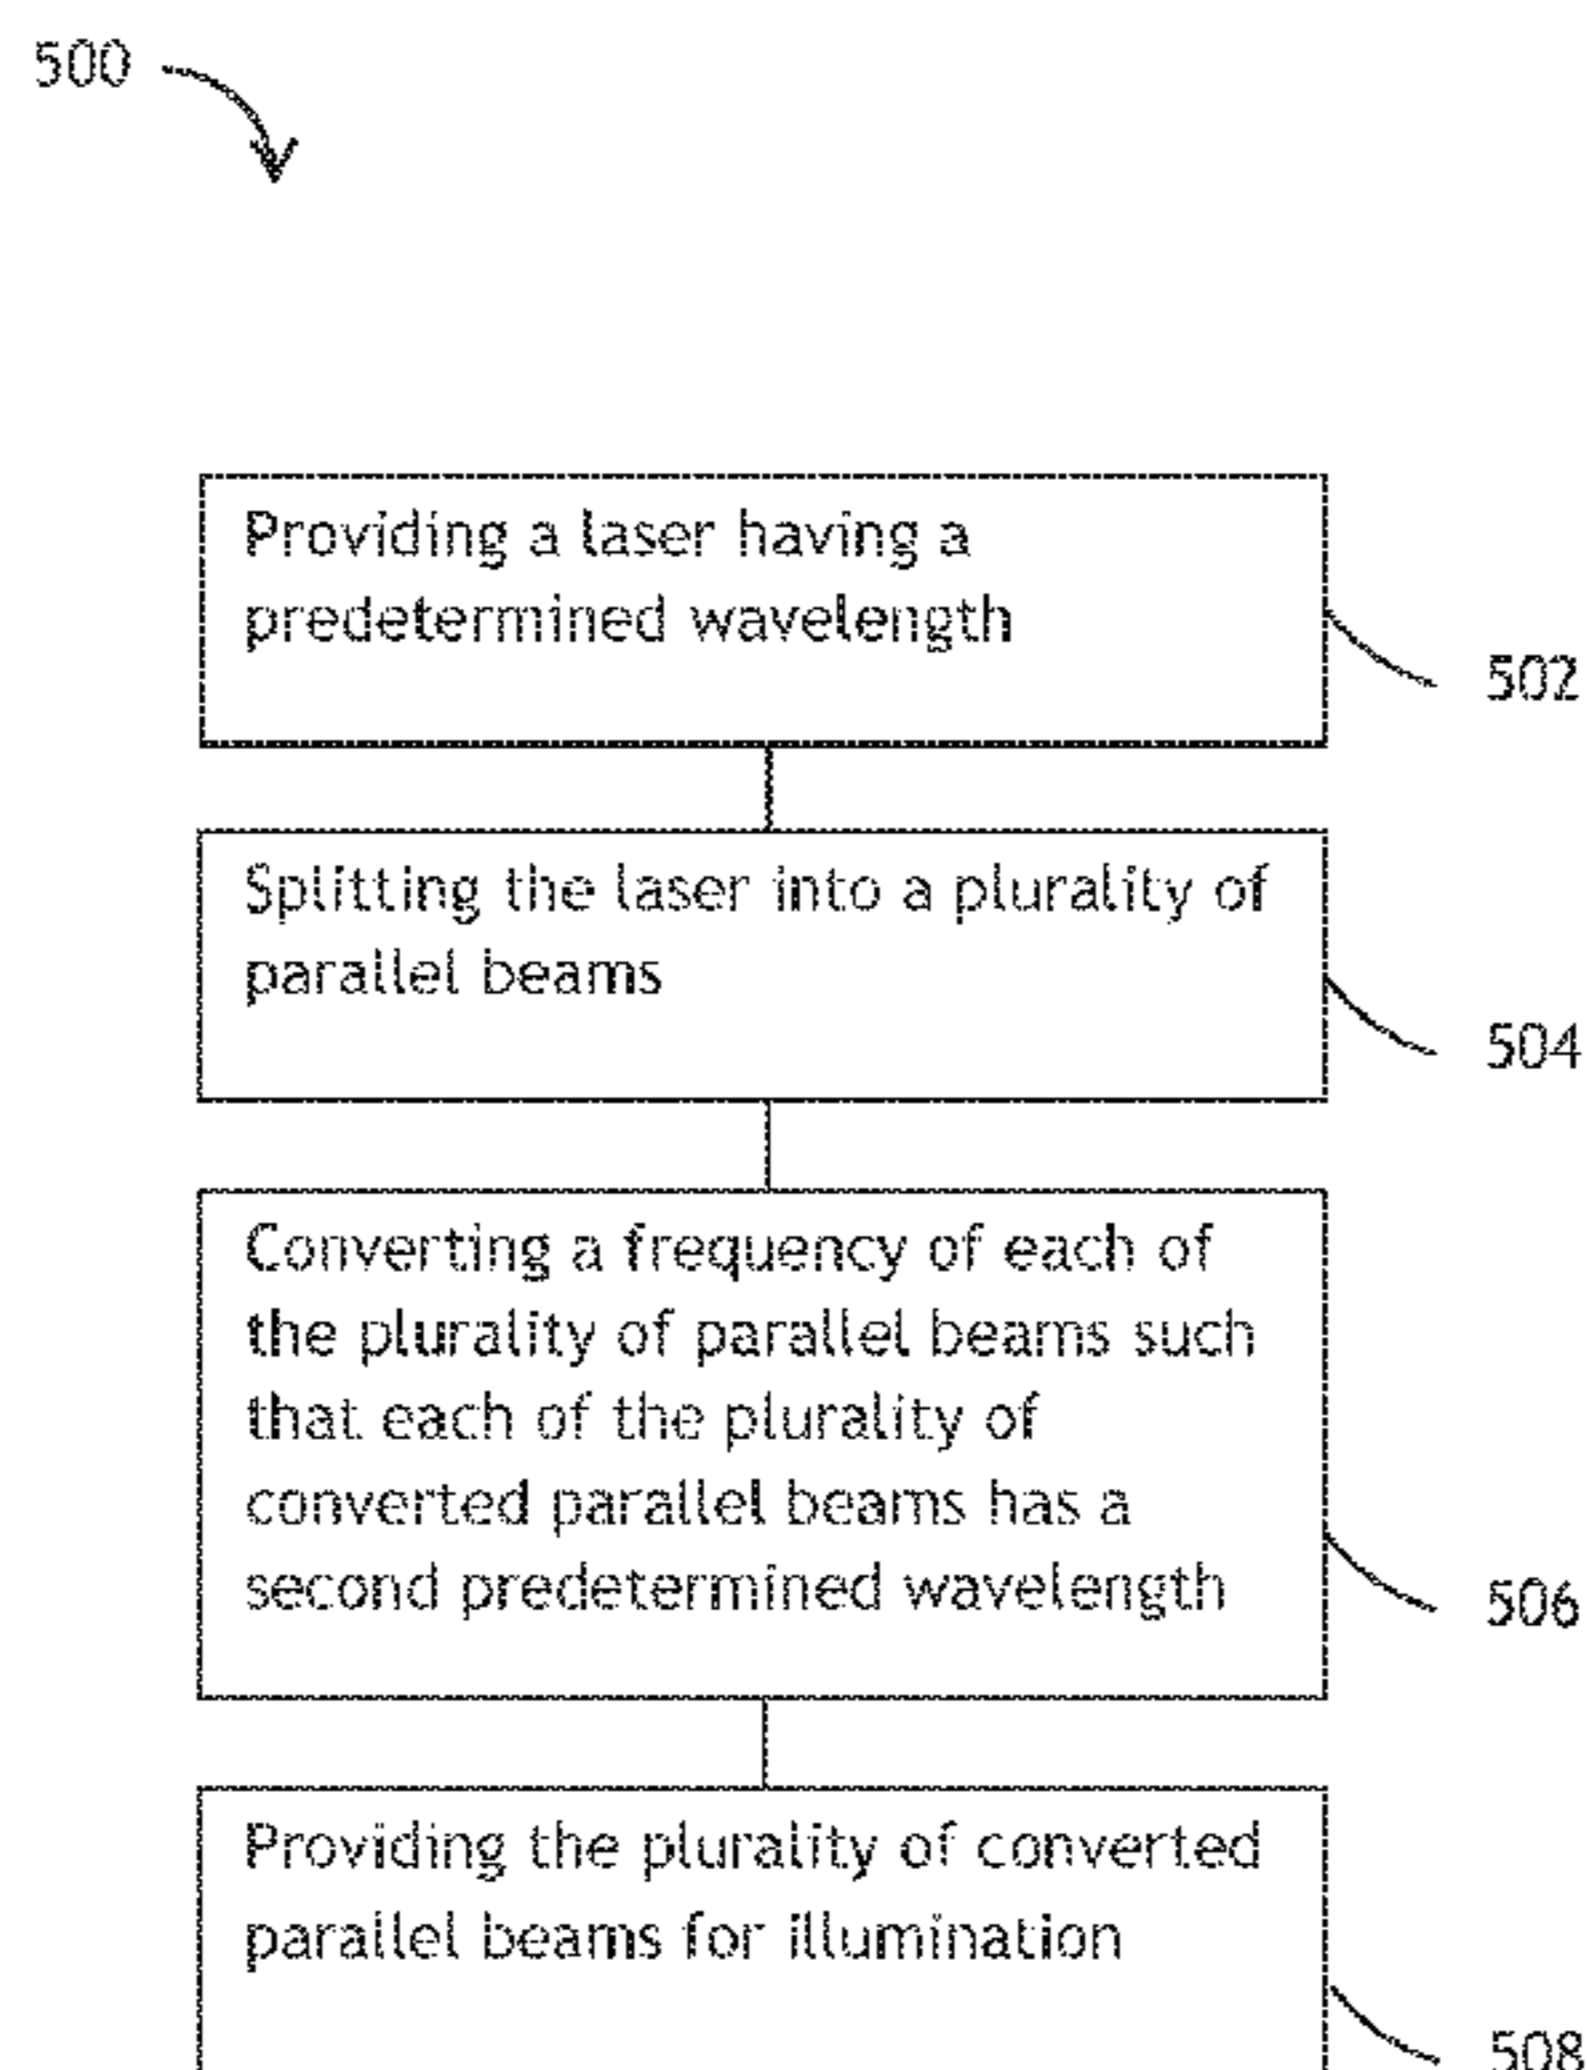 500
Providing a laser having a
predetermined wavelength
502
Splitting the laser into a plurality of
parallel beams
504
Converting a frequency of each of
the plurality of parallel beams such
that each of the plurality of
converted parallel beams has a
second predetermined wavelength
506
Providing the plurality of converted
parallel beams for illumination
508